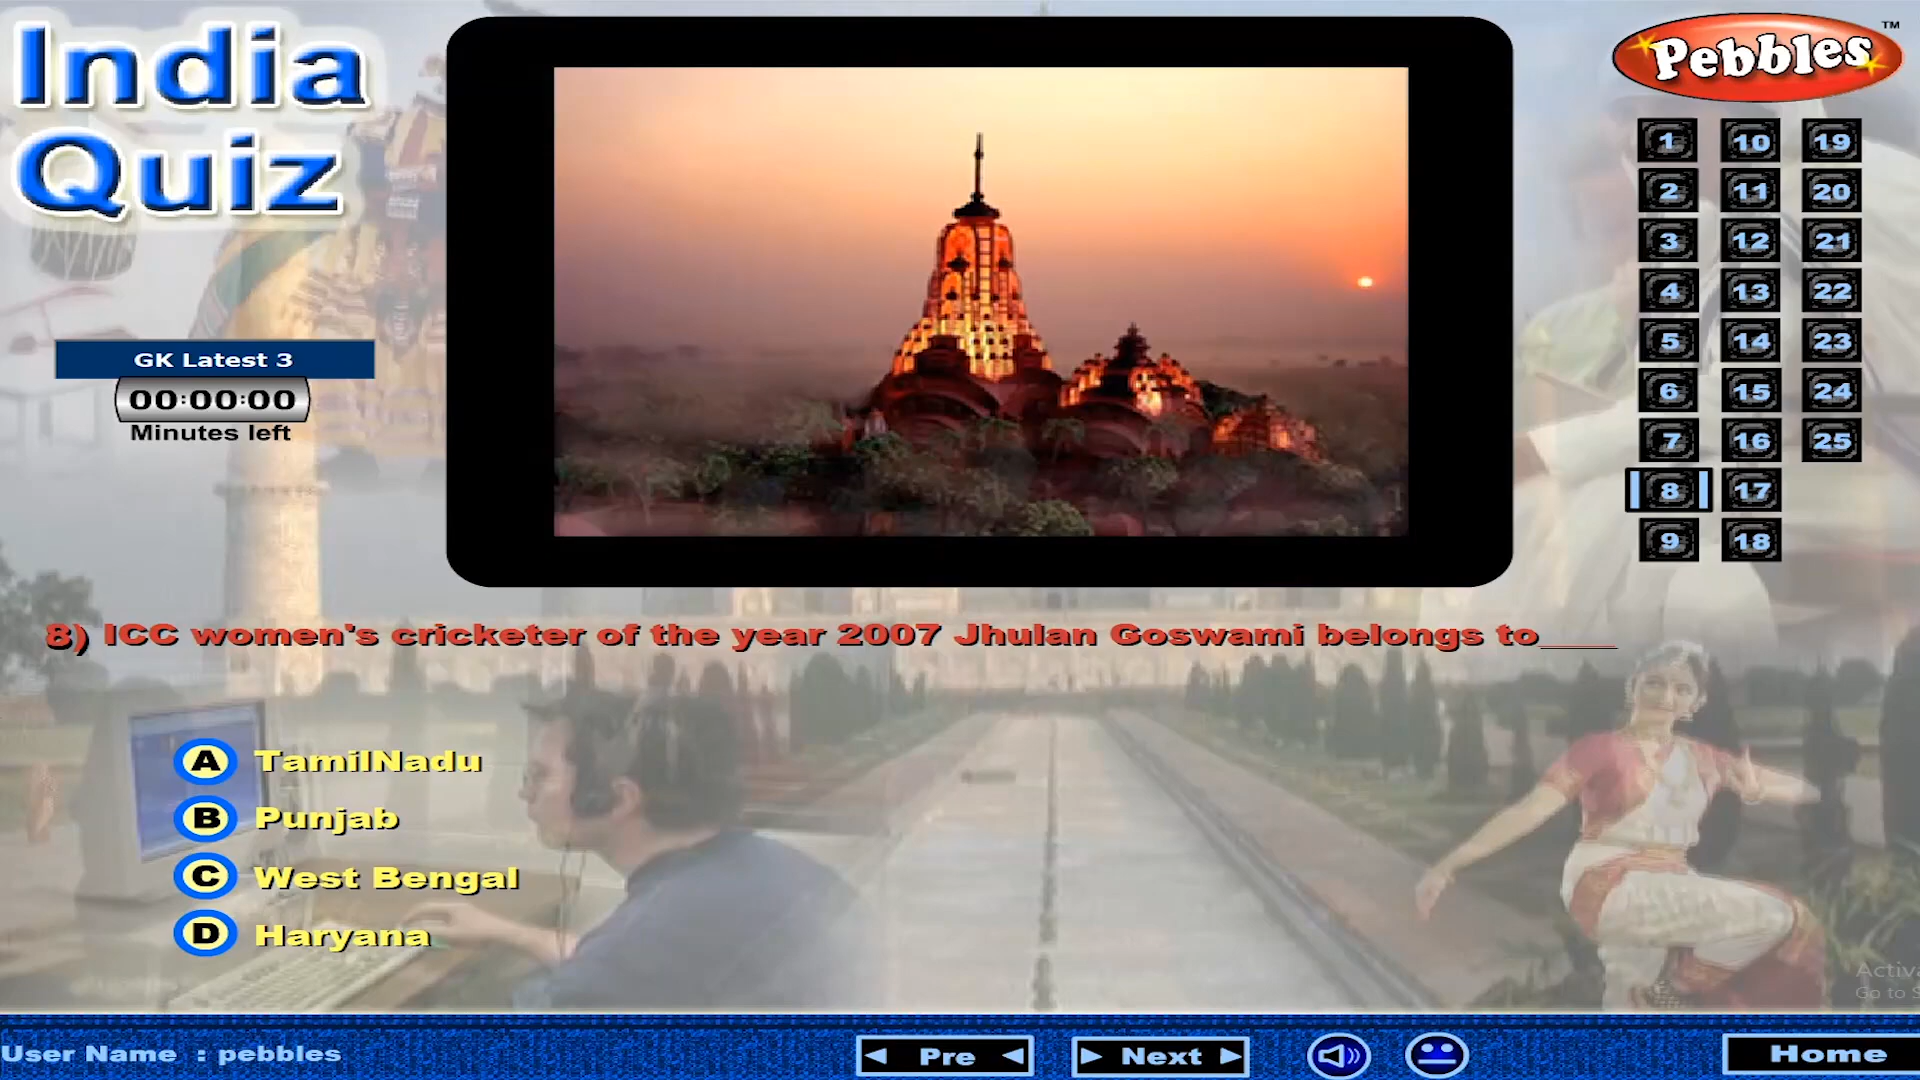 India
Quiz
Pebbles
TM
GK Latest 3
00:00:00
Minutes left
1 10 19
2 11 20
3 12 21
4 13 22
5 14 23
6 15 24
7 16 25
8 17
9 18
8) ICC women's cricketer of the year 2007 Jhulan Goswami belongs to____
A TamilNadu
B Punjab
C West Bengal
D Haryana
Activa
Go to S
User Name : pebbles
Pre
Next
Home